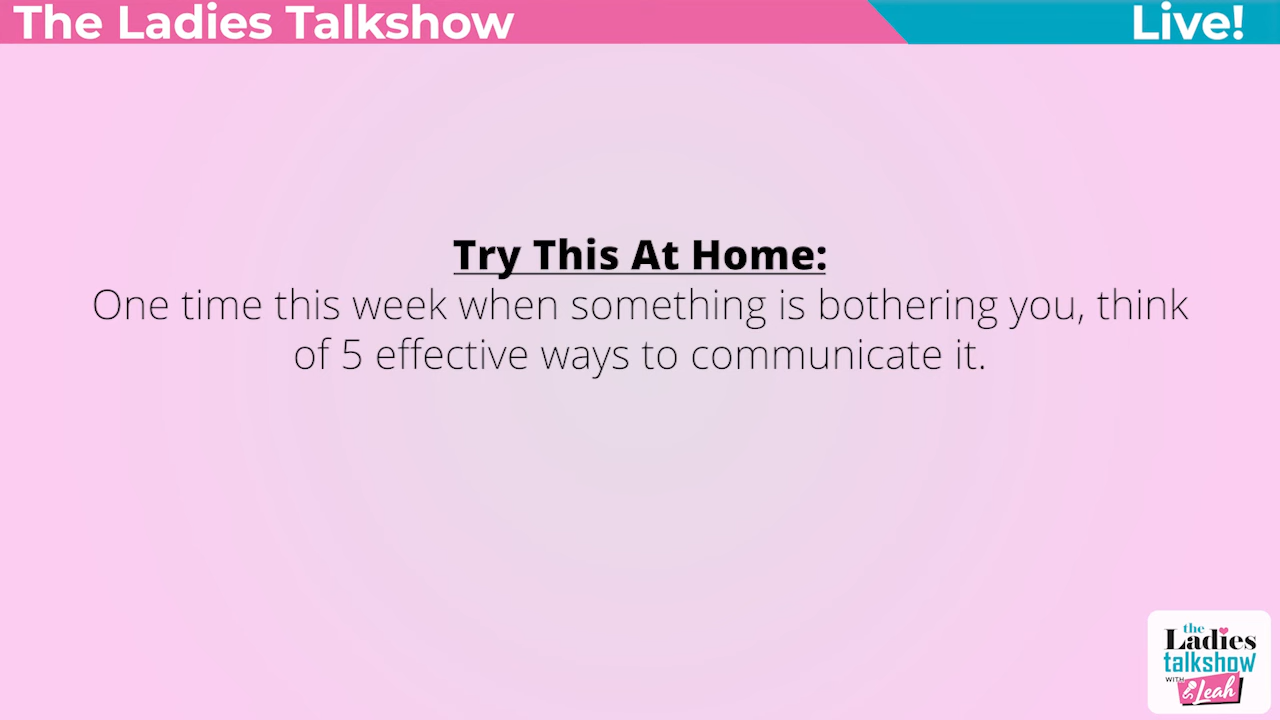 The Ladies Talkshow
Live!
Try This At Home:
One time this week when something is bothering you, think
of 5 effective ways to communicate it.
the
Ladies
talkshow
WITH
Leah